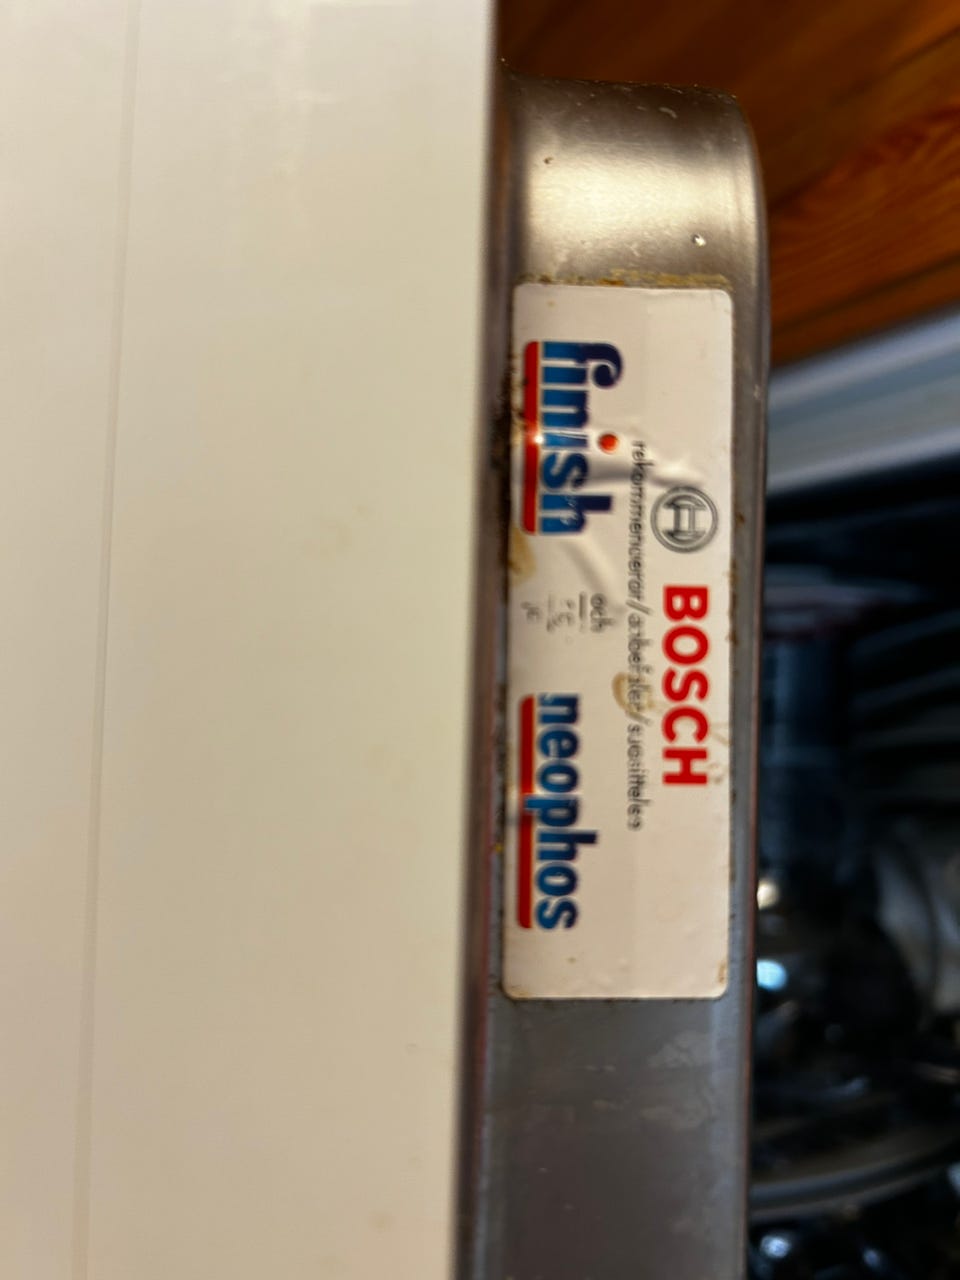 BOSCH
rekommenderar/anbefaler/suosittelee
finish och neophos